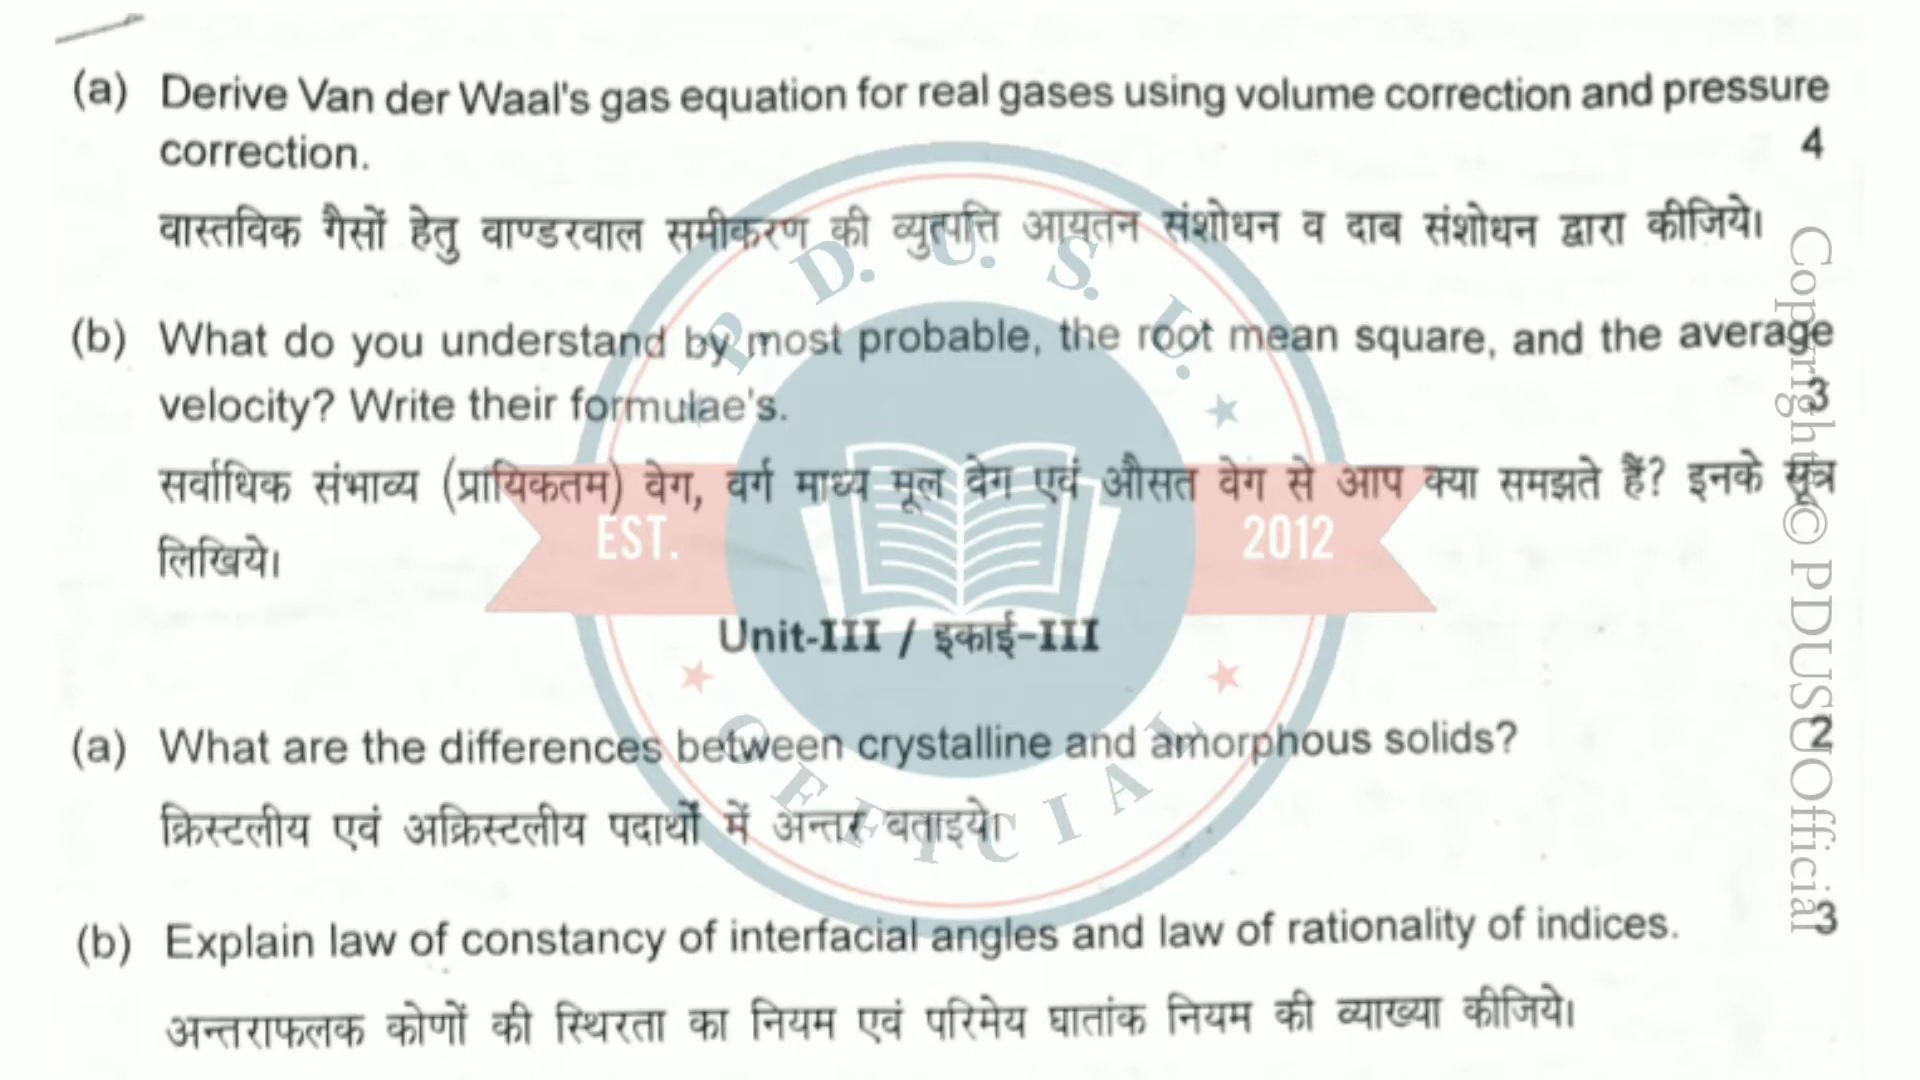 (a) Derive Van der Waal's gas equation for real gases using volume correction and pressure
correction. 4
वास्तविक गैसों हेतु वाण्डरवाल समीकरण की व्युत्पत्ति आयतन संशोधन व दाब संशोधन द्वारा कीजिये।
(b) What do you understand by most probable, the root mean square, and the average
velocity? Write their formulae's. 3
सर्वाधिक संभाव्य (प्रायिकतम) वेग, वर्ग माध्य मूल वेग एवं औसत वेग से आप क्या समझते हैं? इनके सूत्र
लिखिये।
Unit-III / इकाई-III
(a) What are the differences between crystalline and amorphous solids? 2
क्रिस्टलीय एवं अक्रिस्टलीय पदार्थों में अन्तर बताइये।
(b) Explain law of constancy of interfacial angles and law of rationality of indices. 3
अन्तराफलक कोणों की स्थिरता का नियम एवं परिमेय घातांक नियम की व्याख्या कीजिये।
P. D. U. S. U.
EST. 2012
OFFICIAL
Copyright © PDUSUOfficial